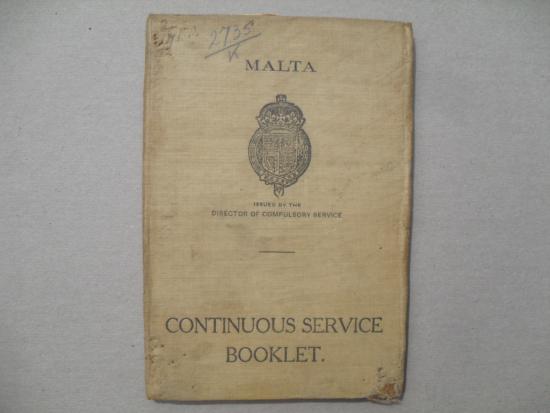 2735
K
MALTA
ISSUED BY THE
DIRECTOR OF COMPULSORY SERVICE
CONTINUOUS SERVICE
BOOKLET.